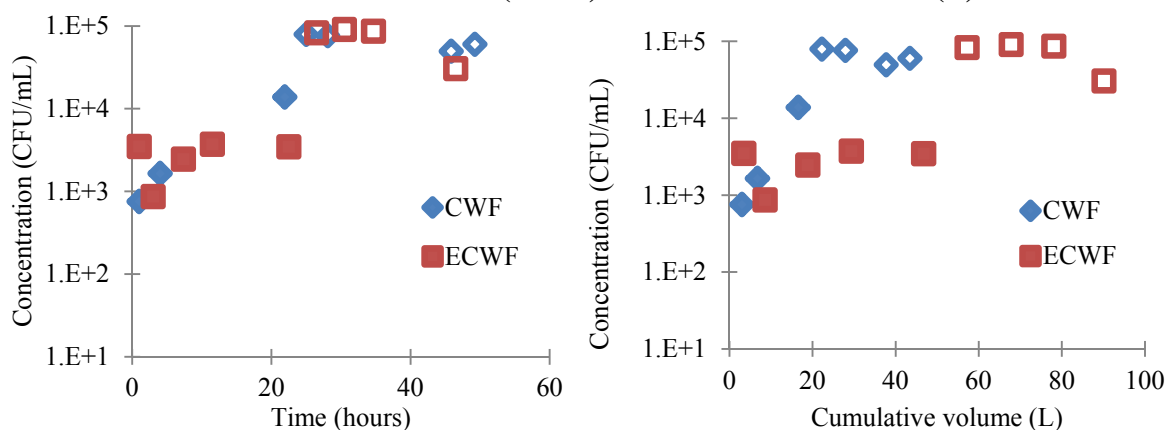 Concentration (CFU/mL)
1.E+5
1.E+4
1.E+3
1.E+2
1.E+1
0
20
40
60
Time (hours)
CWF
ECWF
Concentration (CFU/mL)
1.E+5
1.E+4
1.E+3
1.E+2
1.E+1
0
20
40
60
80
100
Cumulative volume (L)
CWF
ECWF